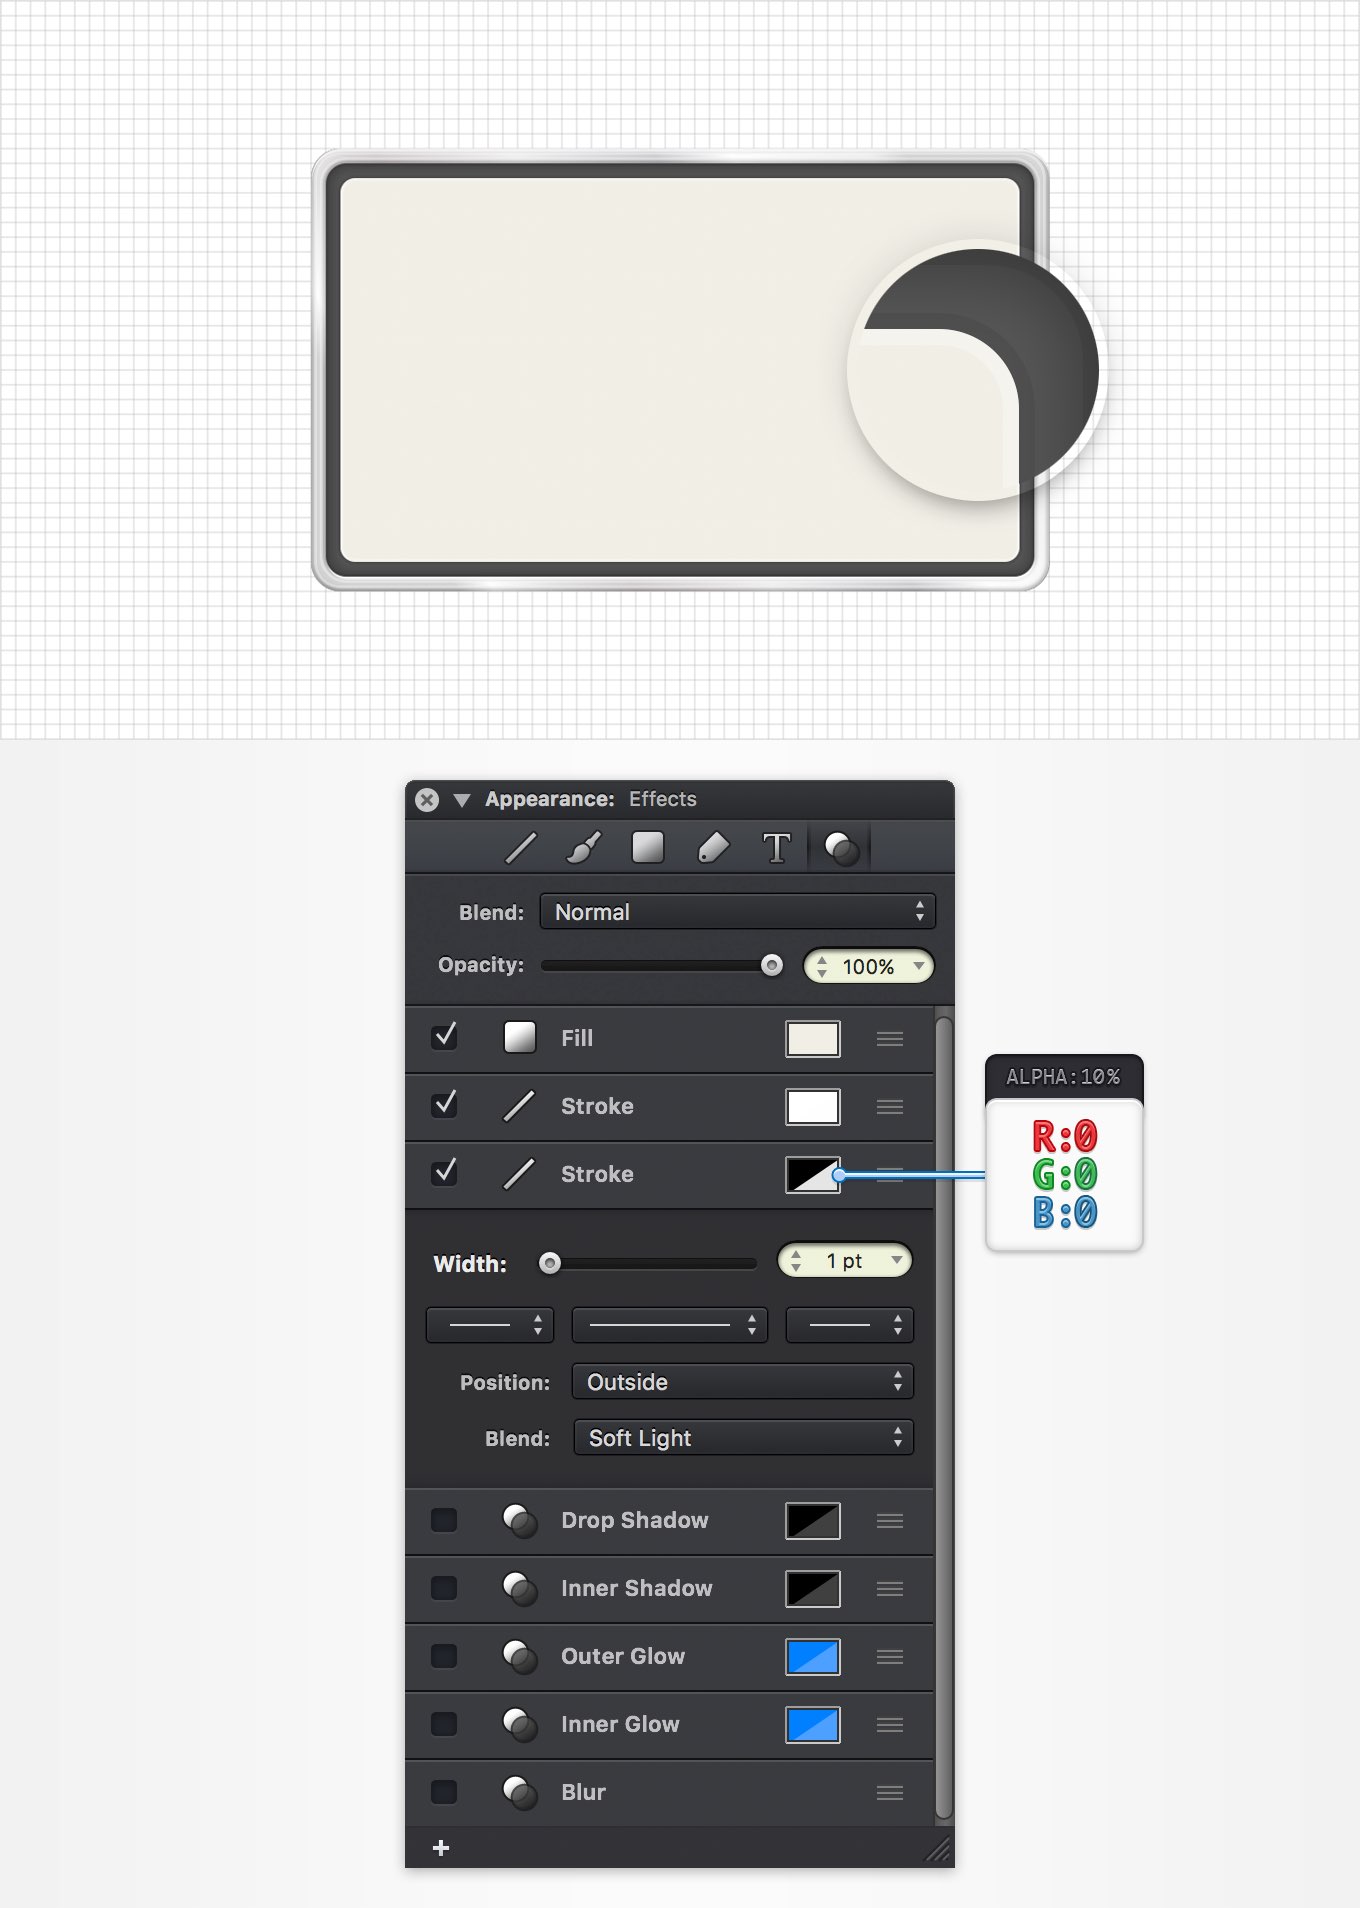 Appearance: Effects
T
Blend: Normal
Opacity: 100%
Fill
Stroke
Stroke
ALPHA:10%
R:0
G:0
B:0
Width: 1 pt
Position: Outside
Blend: Soft Light
Drop Shadow
Inner Shadow
Outer Glow
Inner Glow
Blur
+